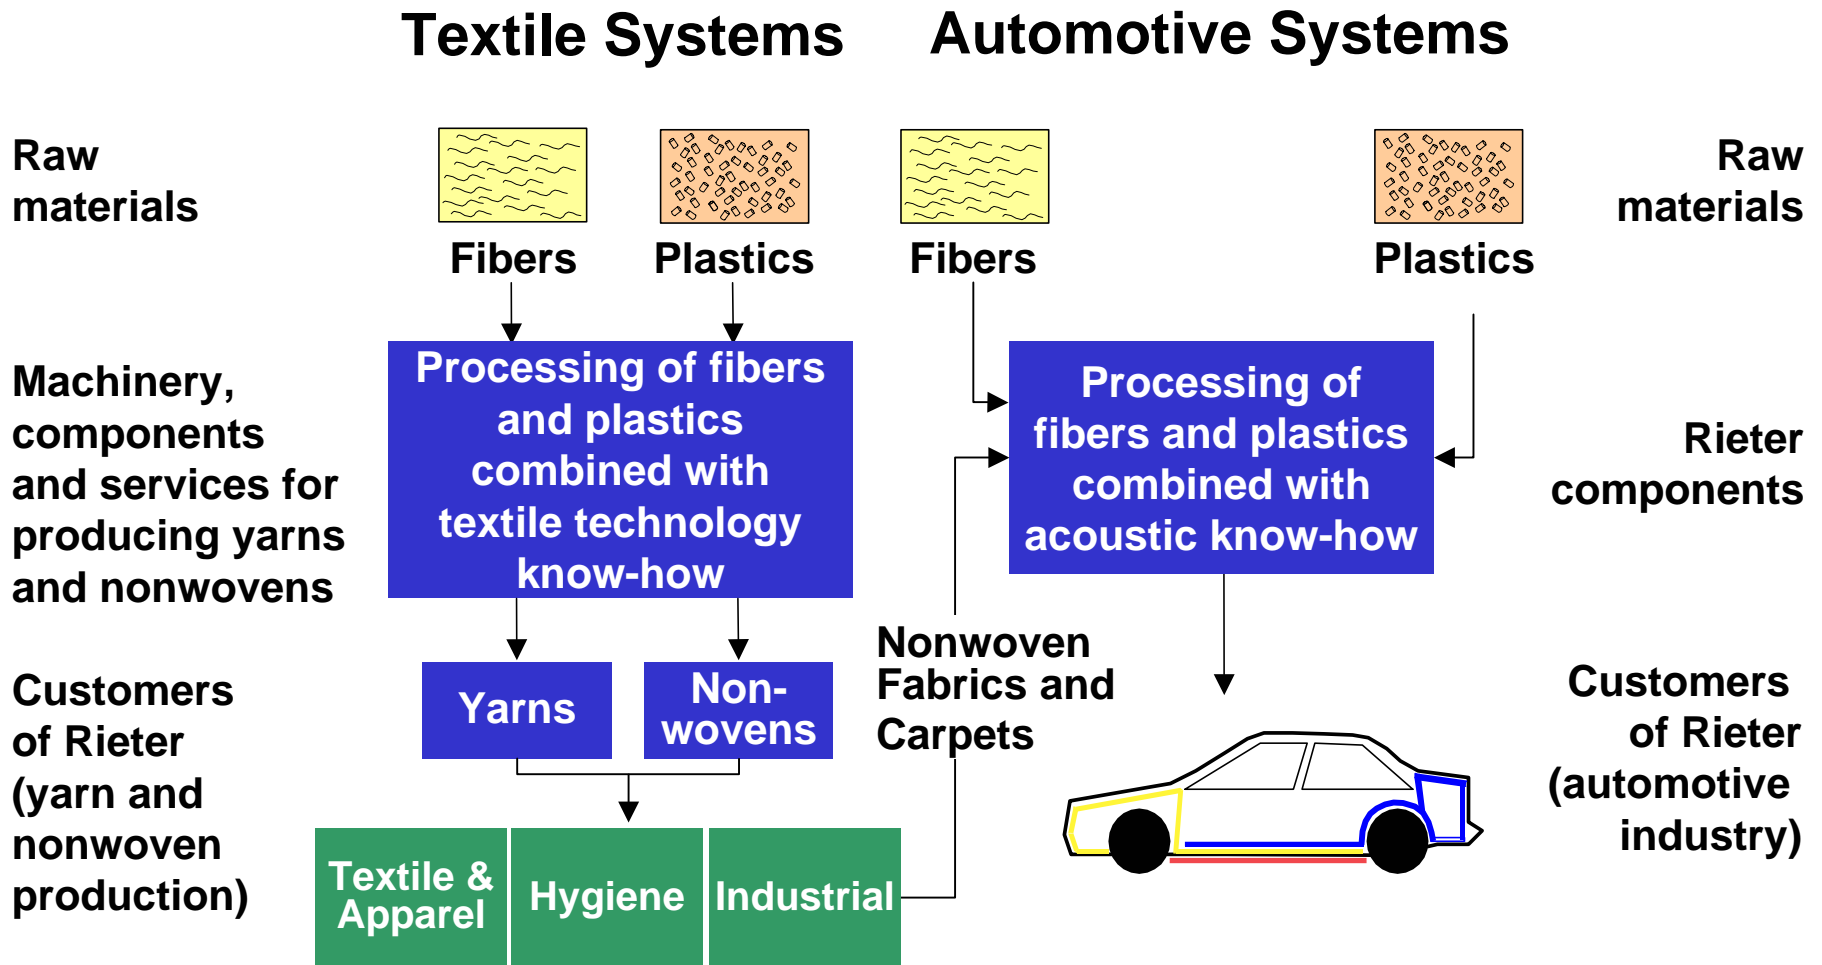 Textile Systems
Automotive Systems
Raw
materials
Fibers
Plastics
Fibers
Plastics
Raw
materials
Machinery,
components
and services for
producing yarns
and nonwovens
Processing of fibers
and plastics
combined with
textile technology
know-how
Processing of
fibers and plastics
combined with
acoustic know-how
Rieter
components
Customers
of Rieter
(yarn and
nonwoven
production)
Yarns
Non-
wovens
Nonwoven
Fabrics and
Carpets
Customers
of Rieter
(automotive
industry)
Textile &
Apparel
Hygiene
Industrial